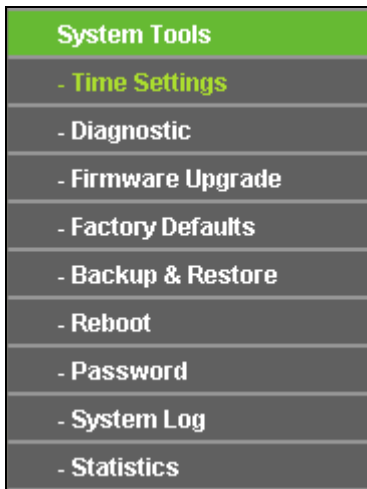 System Tools
- Time Settings
- Diagnostic
- Firmware Upgrade
- Factory Defaults
- Backup & Restore
- Reboot
- Password
- System Log
- Statistics